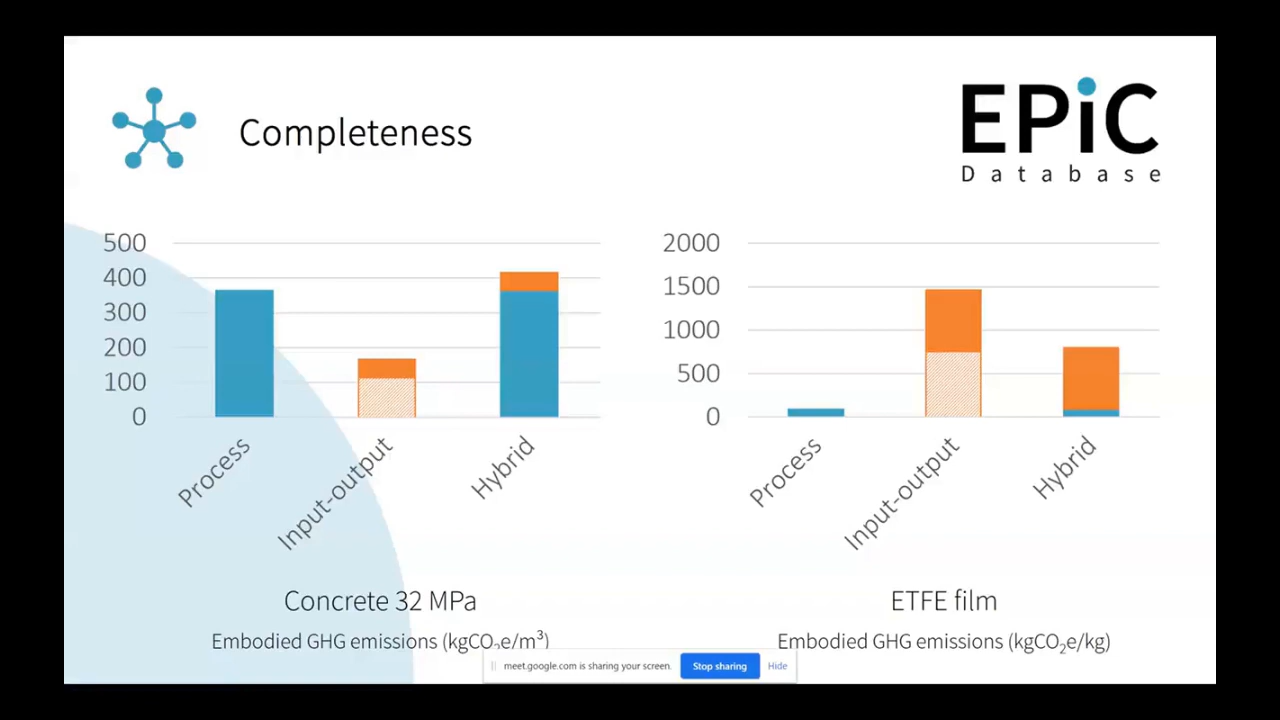 Completeness
EPiC
Database
500
400
300
200
100
0
Process
Input-output
Hybrid
Concrete 32 MPa
Embodied GHG emissions (kgCO₂e/m³)
2000
1500
1000
500
0
Process
Input-output
Hybrid
ETFE film
Embodied GHG emissions (kgCO₂e/kg)
meet.google.com is sharing your screen. Stop sharing Hide